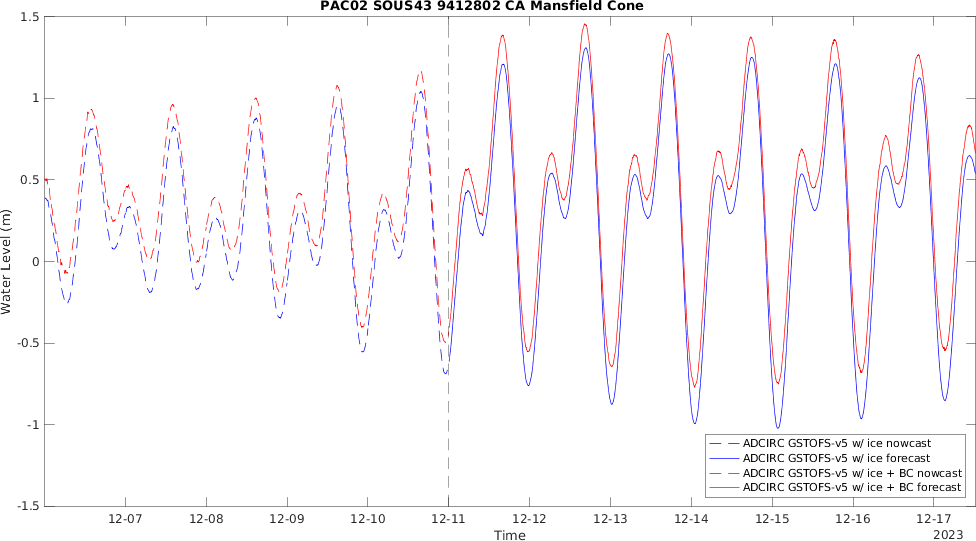 PAC02 SOUS43 9412802 CA Mansfield Cone
1.5
1
0.5
0
-0.5
-1
-1.5
Water Level (m)
ADCIRC GSTOFS-v5 w/ ice nowcast
ADCIRC GSTOFS-v5 w/ ice forecast
ADCIRC GSTOFS-v5 w/ ice + BC nowcast
ADCIRC GSTOFS-v5 w/ ice + BC forecast
12-07 12-08 12-09 12-10 12-11 12-12 12-13 12-14 12-15 12-16 12-17
Time
2023